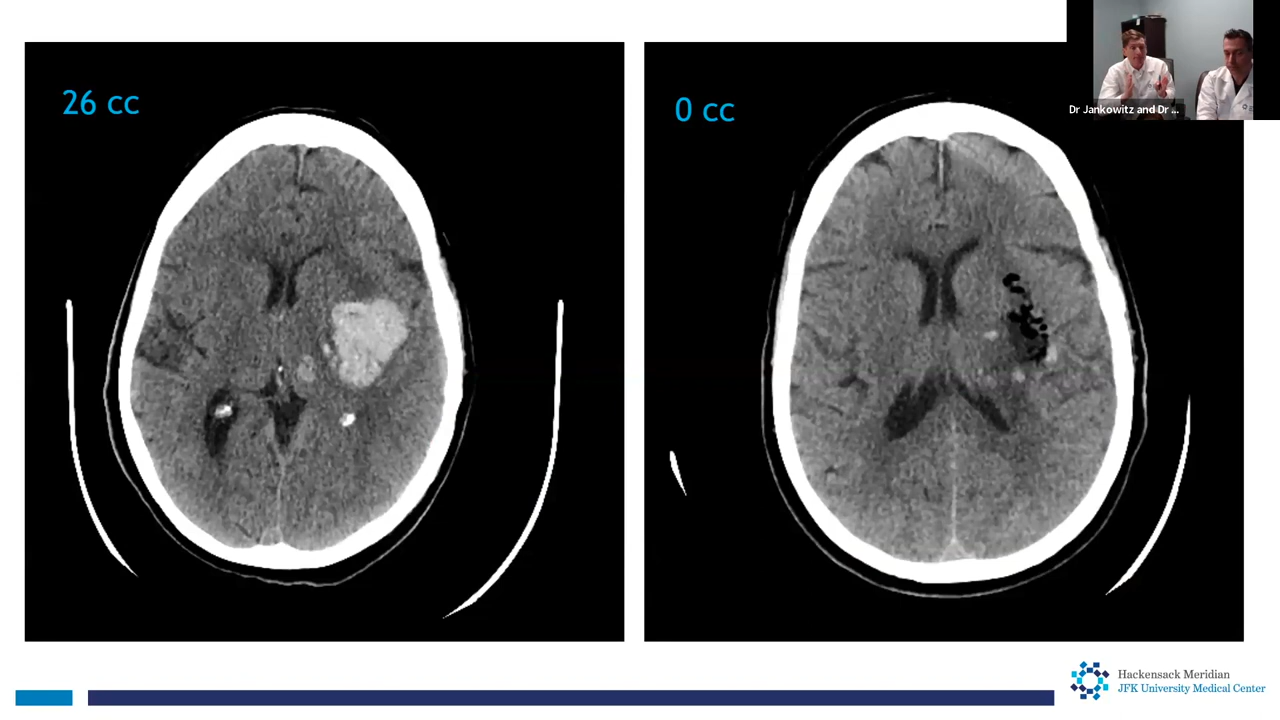 26 cc
0 cc
Dr Jankowitz and Dr ...
Hackensack Meridian
JFK University Medical Center